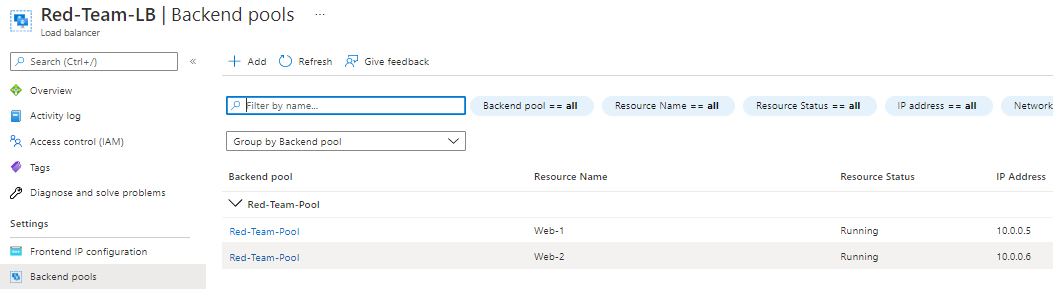 Red-Team-LB | Backend pools ...
Load balancer
Search (Ctrl+/) «
Overview
Activity log
Access control (IAM)
Tags
Diagnose and solve problems
Settings
Frontend IP configuration
Backend pools
+ Add Refresh Give feedback
Filter by name... Backend pool == all Resource Name == all Resource Status == all IP address == all Network
Group by Backend pool
Backend pool Resource Name Resource Status IP Address
Red-Team-Pool
Red-Team-Pool Web-1 Running 10.0.0.5
Red-Team-Pool Web-2 Running 10.0.0.6